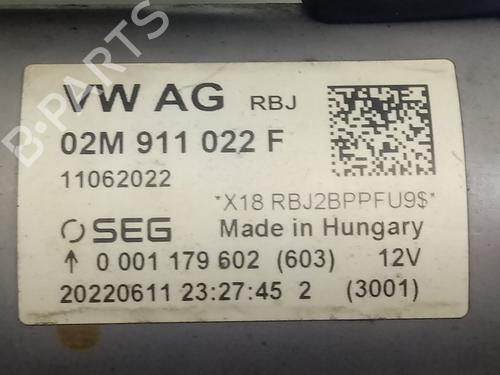 B-PARTS
VW AG RBJ
02M 911 022 F
11062022
*X18 RBJ2BPPFU9$*
SEG Made in Hungary
↑ 0 001 179 602 (603) 12V
20220611 23:27:45 2 (3001)
B-PARTS